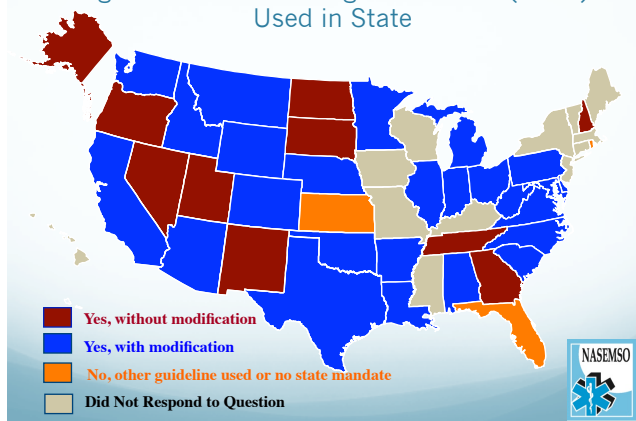 Used in State
Yes, without modification
Yes, with modification
No, other guideline used or no state mandate
Did Not Respond to Question
NASEMSO